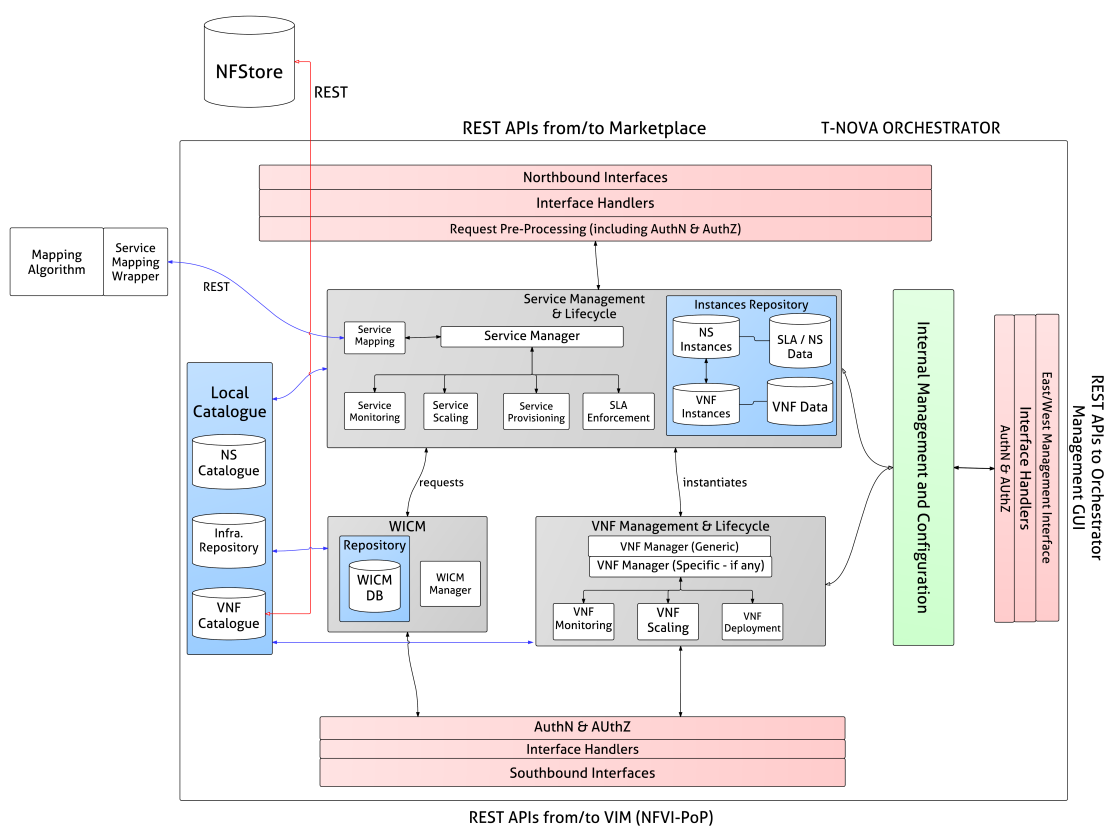 NFStore
REST
REST APIs from/to Marketplace
T-NOVA ORCHESTRATOR
Northbound Interfaces
Interface Handlers
Request Pre-Processing (including AuthN & AuthZ)
Mapping
Algorithm
Service
Mapping
Wrapper
REST
Service Management
& Lifecycle
Service
Mapping
Service Manager
Service
Monitoring
Service
Scaling
Service
Provisioning
SLA
Enforcement
Instances Repository
NS
Instances
SLA / NS
Data
VNF
Instances
VNF Data
Local
Catalogue
NS
Catalogue
Infra.
Repository
VNF
Catalogue
requests
instantiates
WICM
Repository
WICM
DB
WICM
Manager
VNF Management & Lifecycle
VNF Manager (Generic)
VNF Manager (Specific - if any)
VNF
Monitoring
VNF
Scaling
VNF
Deployment
Internal Management and Configuration
East/West Management Interface
Interface Handlers
AuthN & AUthZ
REST APIs to Orchestrator
Management GUI
AuthN & AUthZ
Interface Handlers
Southbound Interfaces
REST APIs from/to VIM (NFVI-PoP)